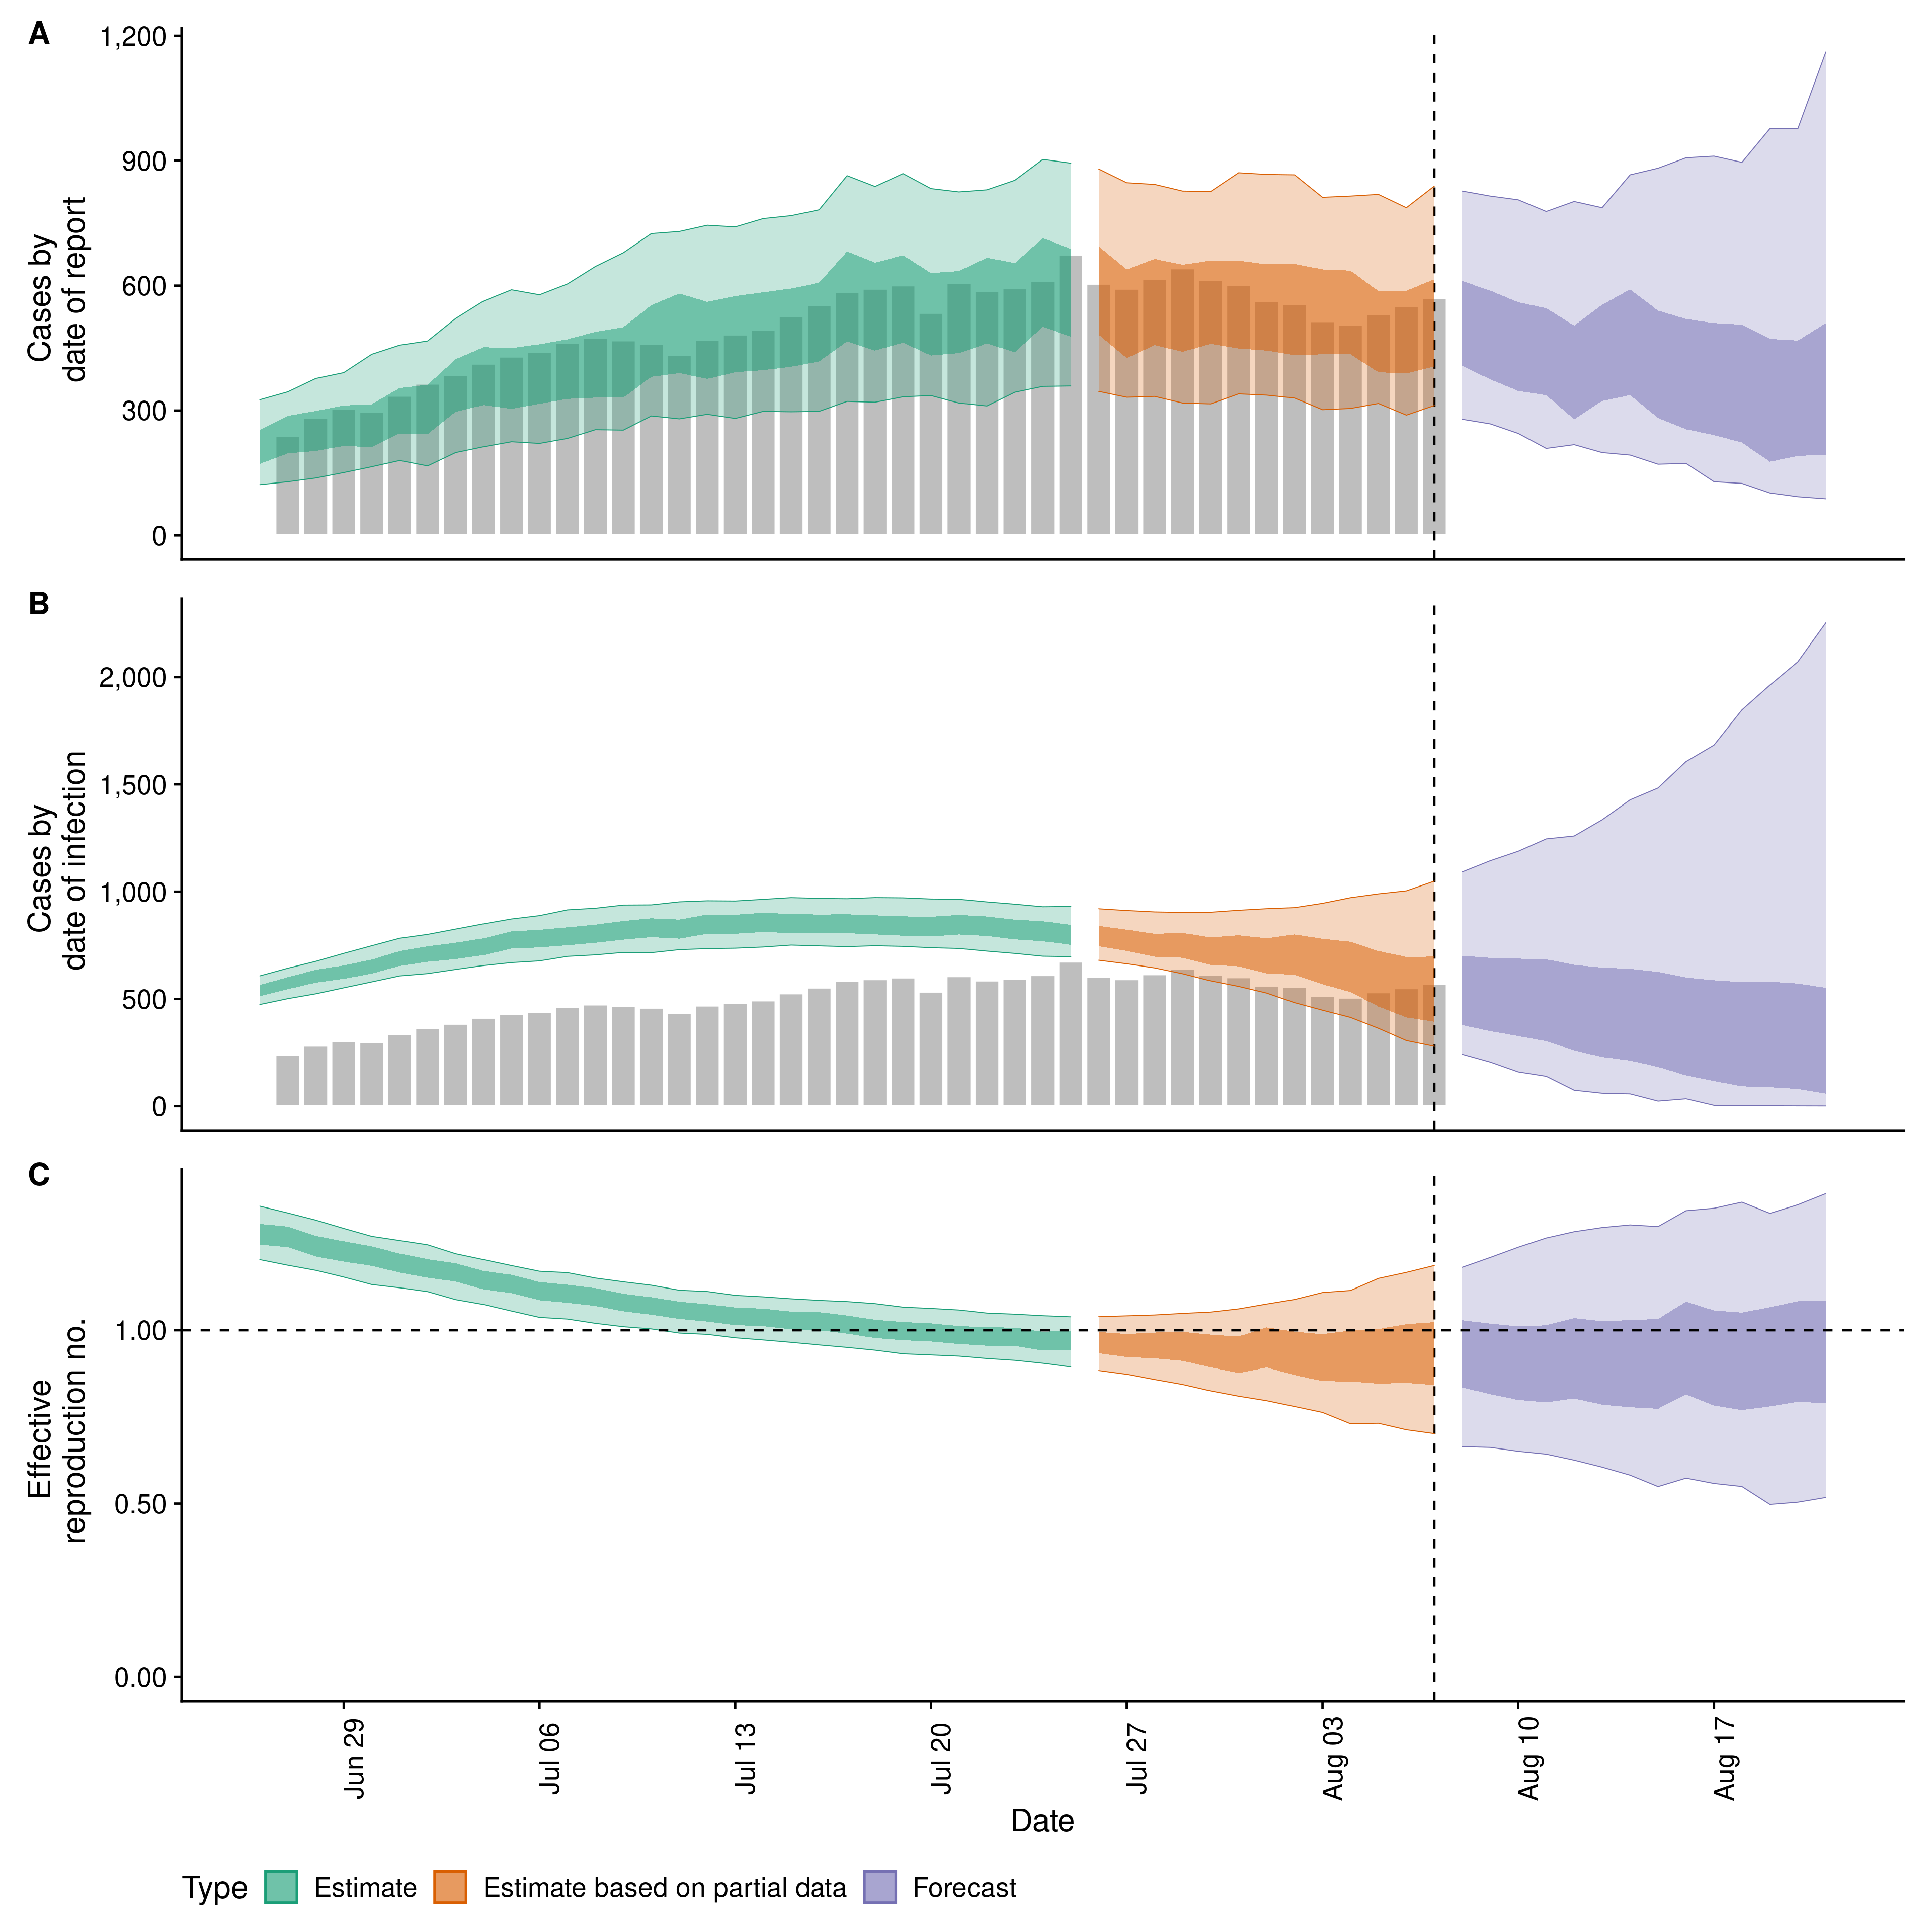 A
1,200
900
600
300
0
Cases by
date of report
B
2,000
1,500
1,000
500
0
Cases by
date of infection
C
1.00
0.50
0.00
Effective
reproduction no.
Jun 29
Jul 06
Jul 13
Jul 20
Jul 27
Aug 03
Aug 10
Aug 17
Date
Type Estimate Estimate based on partial data Forecast